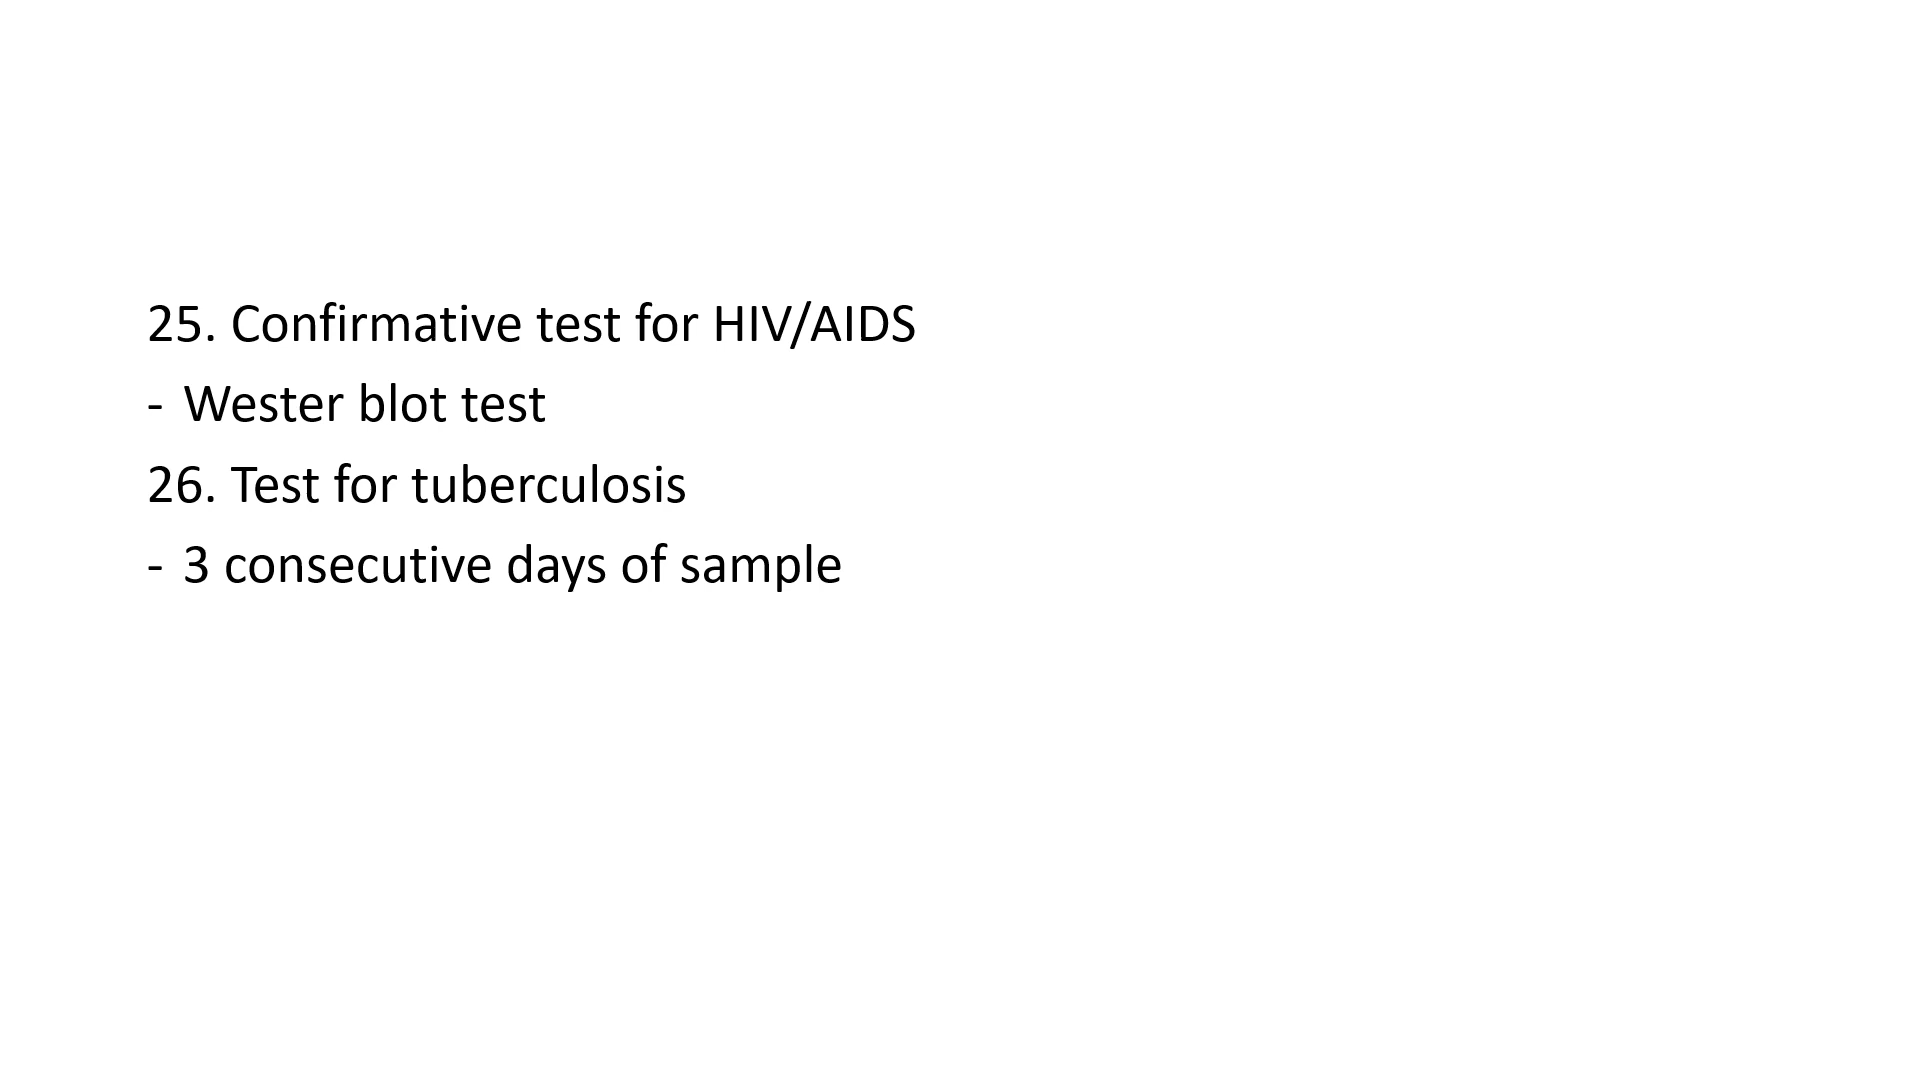 25. Confirmative test for HIV/AIDS
- Wester blot test
26. Test for tuberculosis
- 3 consecutive days of sample